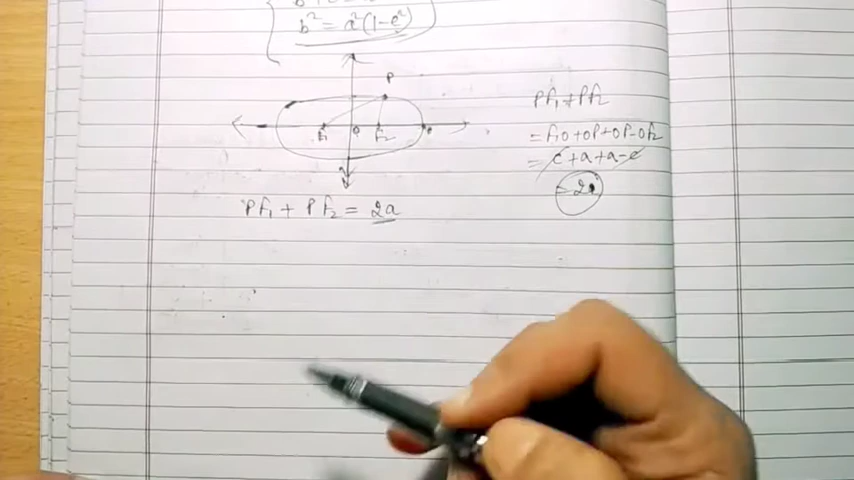 b² = a²(1-e²)
P
F₁ O F₂ P
PF₁ + PF₂ = 2a
PF₁ + PF₂
= F₁O + OP + OP - OF₂
= c + a + a - c
= 2a